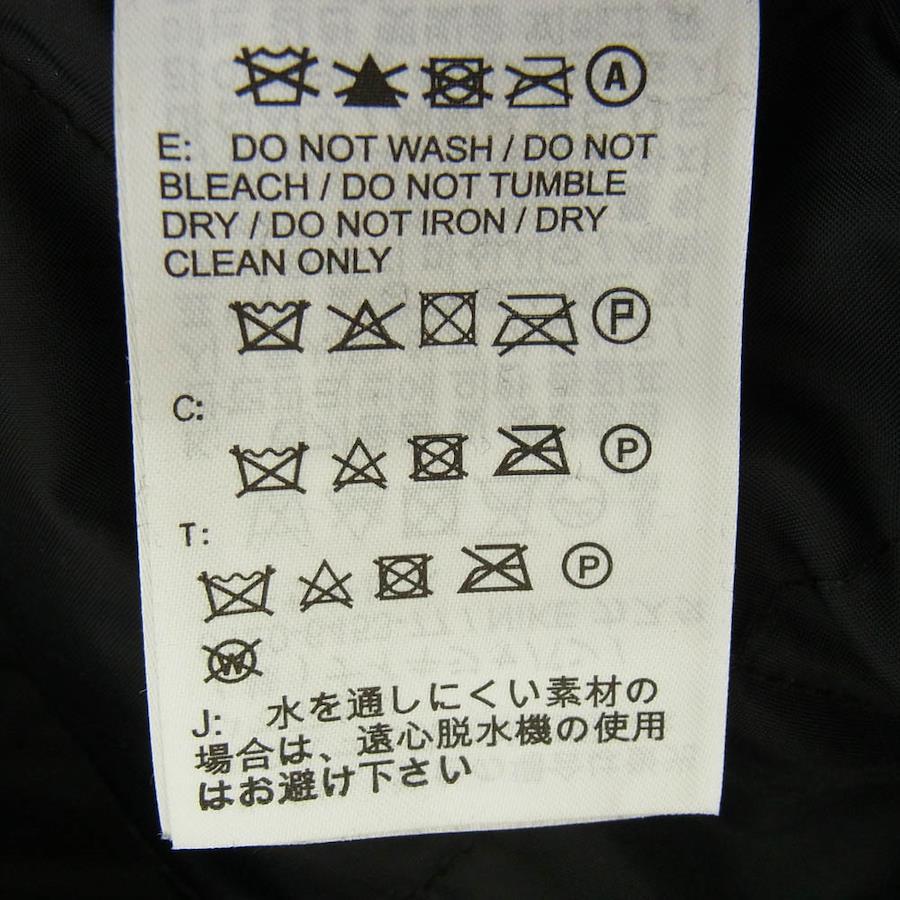 A
E: DO NOT WASH / DO NOT
BLEACH / DO NOT TUMBLE
DRY / DO NOT IRON / DRY
CLEAN ONLY
P
C:
P
T:
P
W
J: 水を通しにくい素材の
場合は、遠心脱水機の使用
はお避け下さい